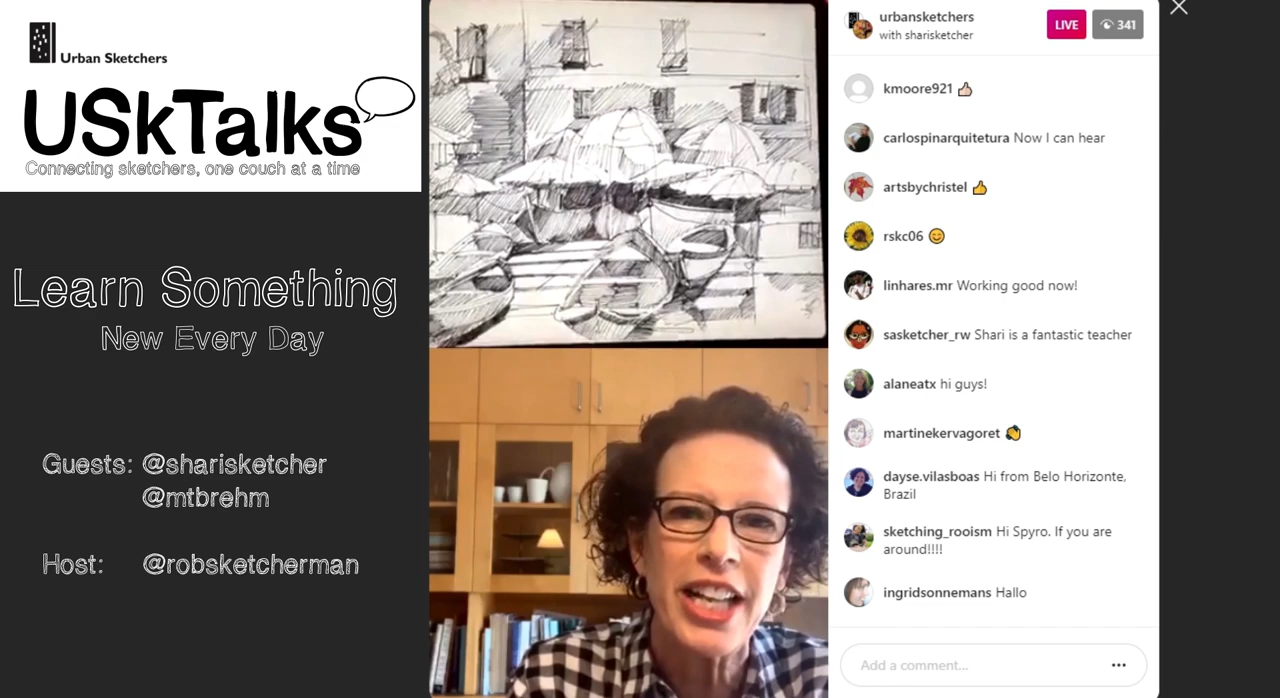 Urban Sketchers
USkTalks
Connecting sketchers, one couch at a time
Learn Something
New Every Day
Guests: @sharisketcher
@mtbrehm
Host: @robsketcherman
urbansketchers
with sharisketcher
LIVE
341
kmoore921
carlospinarquitetura Now I can hear
artsbychristel
rskc06
linhares.mr Working good now!
sasketcher_rw Shari is a fantastic teacher
alaneatx hi guys!
martinekervagoret
dayse.vilasboas Hi from Belo Horizonte,
Brazil
sketching_rooism Hi Spyro. If you are
around!!!!
ingridsonnemans Hallo
Add a comment...